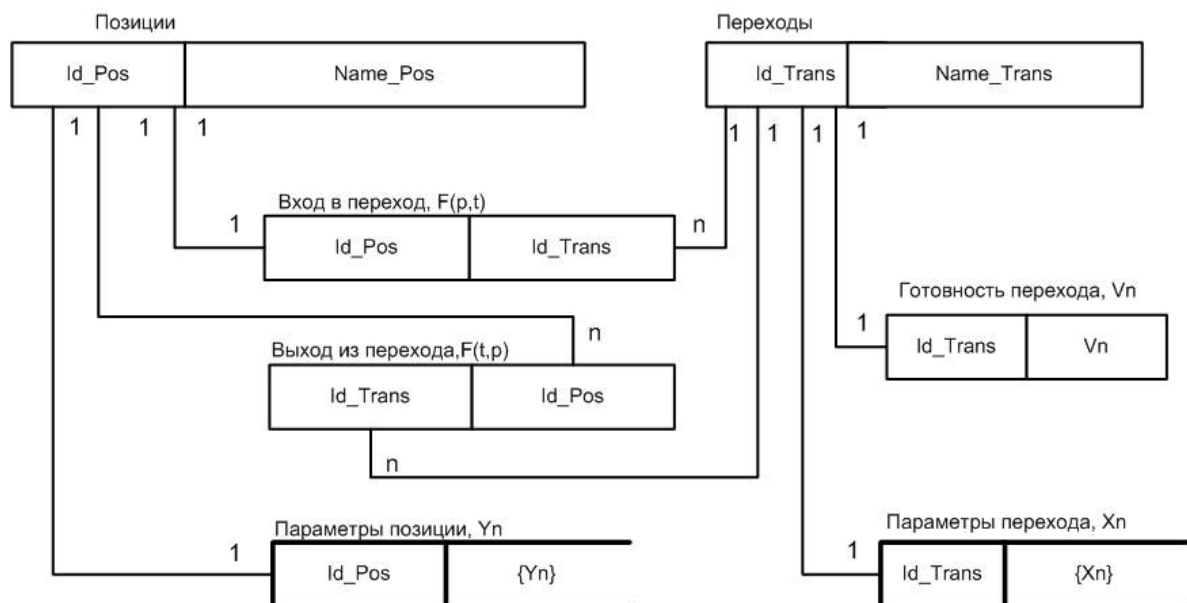 Позиции
Переходы
Id_Pos
Name_Pos
Id_Trans
Name_Trans
1
1
1
1
1
1
1
Вход в переход, F(p,t)
1
Id_Pos
Id_Trans
n
Готовность перехода, Vn
1
Id_Trans
Vn
n
Выход из перехода,F(t,p)
Id_Trans
Id_Pos
n
Параметры позиции, Yn
1
Id_Pos
{Yn}
Параметры перехода, Xn
1
Id_Trans
{Xn}